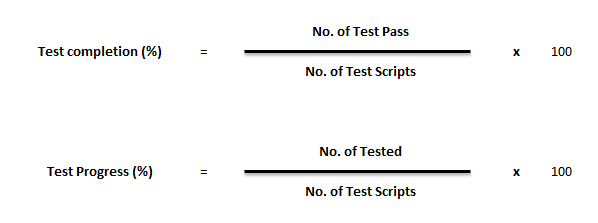 No. of Test Pass
Test completion (%) = x 100
No. of Test Scripts
No. of Tested
Test Progress (%) = x 100
No. of Test Scripts